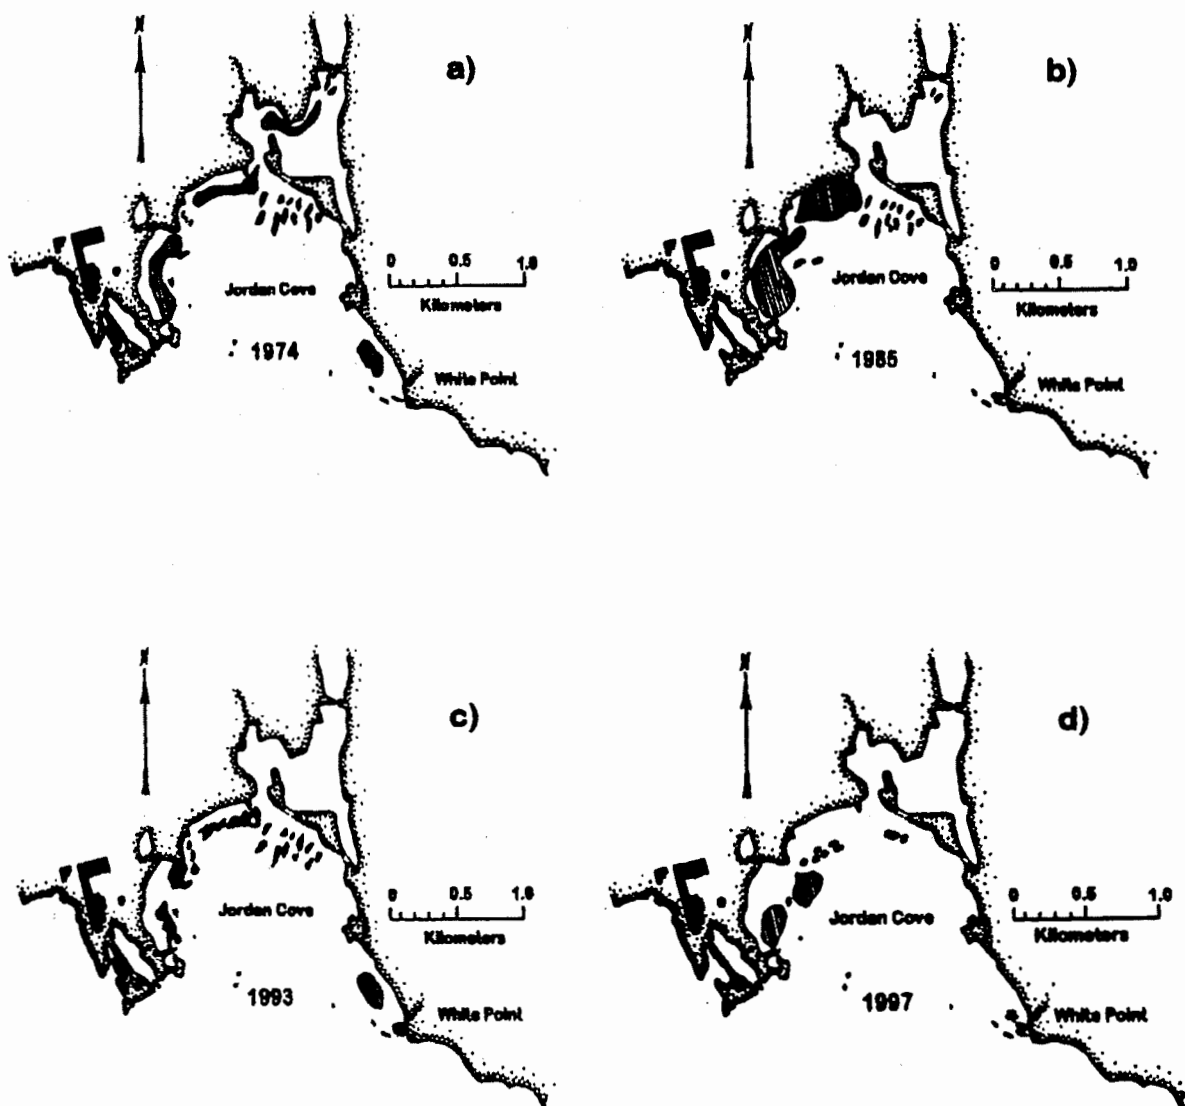 N
a)
0 0.5 1.0
Jordan Cove
Kilometers
1974
White Point
N
b)
0 0.5 1.0
Jordan Cove
Kilometers
1985
White Point
N
c)
0 0.5 1.0
Jordan Cove
Kilometers
1993
White Point
N
d)
0 0.5 1.0
Jordan Cove
Kilometers
1997
White Point